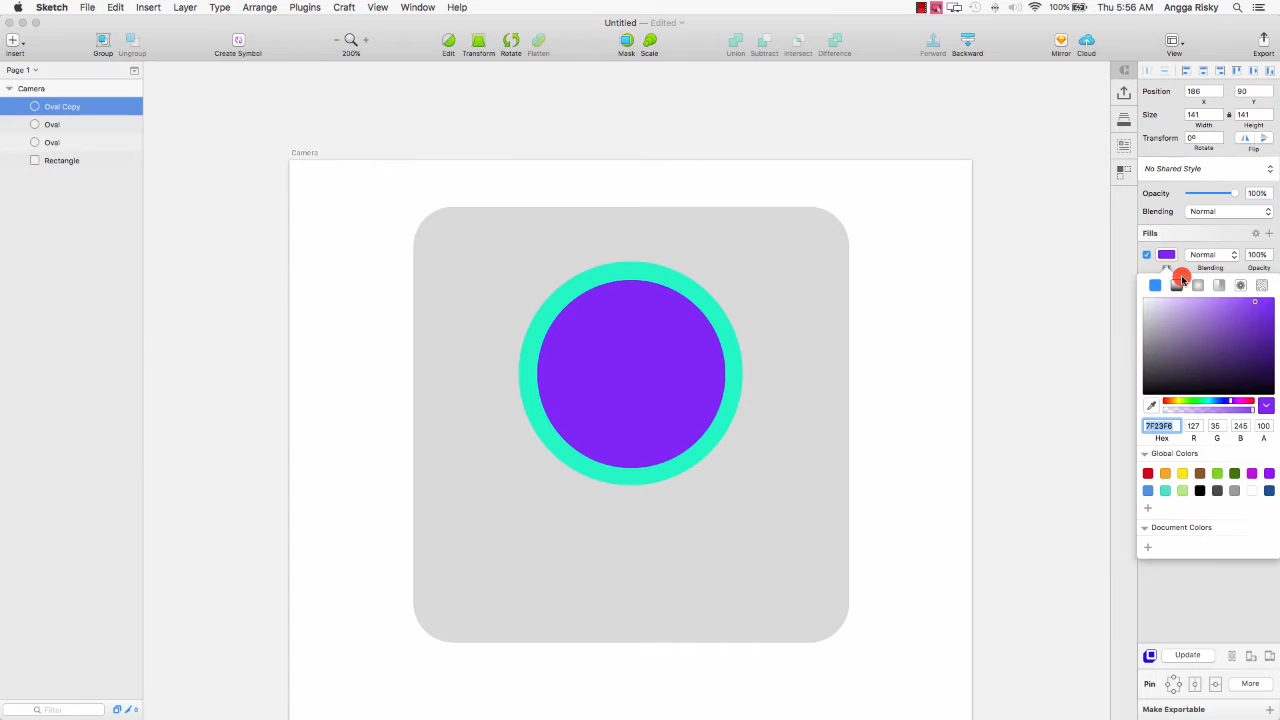 Sketch File Edit Insert Layer Type Arrange Plugins Craft View Window Help 100% Thu 5:56 AM Angga Risky
Untitled — Edited
Insert Group Ungroup Create Symbol 200% Edit Transform Rotate Flatten Mask Scale Union Subtract Intersect Difference Forward Backward Mirror Cloud View Export
Page 1
Camera
Oval Copy
Oval
Oval
Rectangle
Filter 0
Camera
Position 186 90
X Y
Size 141 141
Width Height
Transform 0º
Rotate Flip
No Shared Style
Opacity 100%
Blending Normal
Fills
Normal 100%
Blending Opacity
7F23F6 127 35 245 100
Hex R G B A
Global Colors
Document Colors
Update
Pin More
Make Exportable